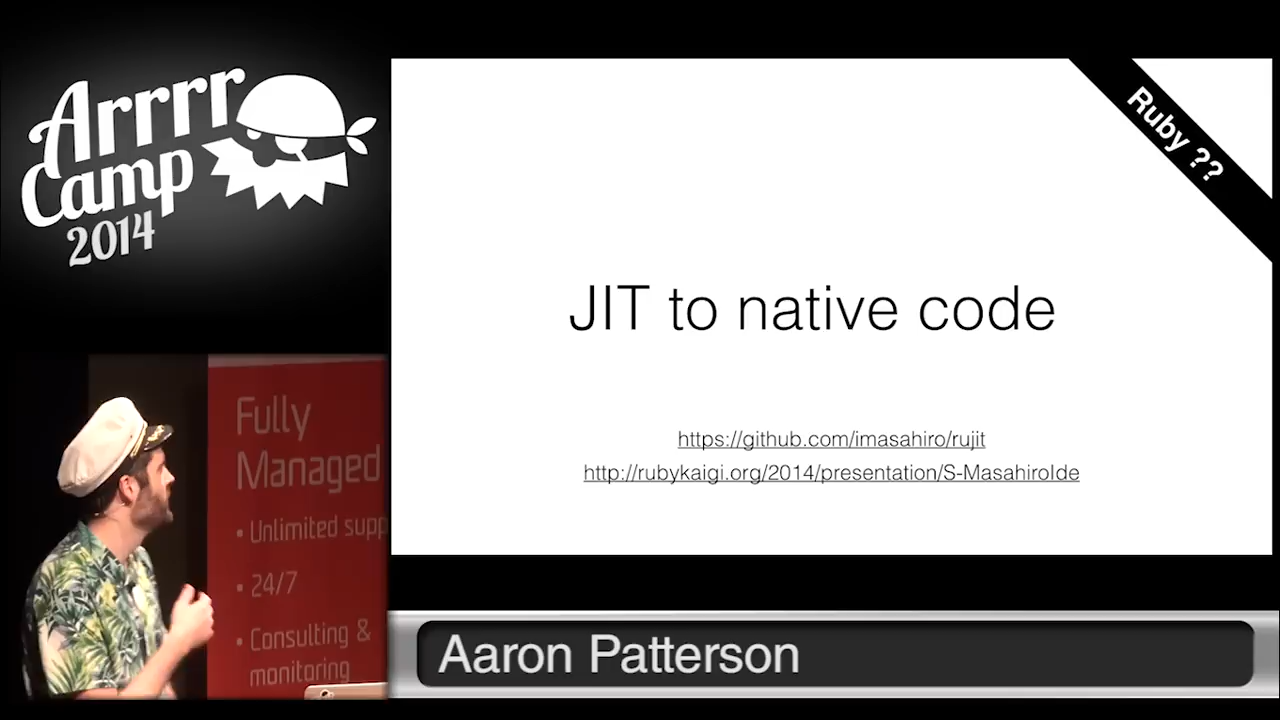 Arrrr
Camp
2014
Ruby ??
JIT to native code
https://github.com/imasahiro/rujit
http://rubykaigi.org/2014/presentation/S-MasahiroIde
Fully
Managed
• Unlimited supp
• 24/7
• Consulting &
monitoring
Aaron Patterson